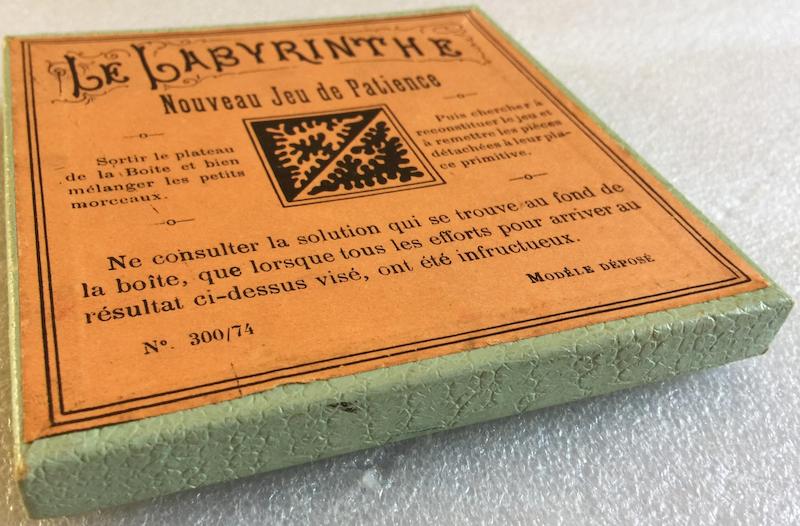 Le Labyrinthe
Nouveau Jeu de Patience
Sortir le plateau
de la Boite et bien
mélanger les petits
morceaux.
Puis chercher à
reconstituer le jeu et
à remettre les pièces
détachées à leur pla-
ce primitive.
Ne consulter la solution qui se trouve au fond de
la boîte, que lorsque tous les efforts pour arriver au
résultat ci-dessus visé, ont été infructueux.
Modèle déposé
No. 300/74